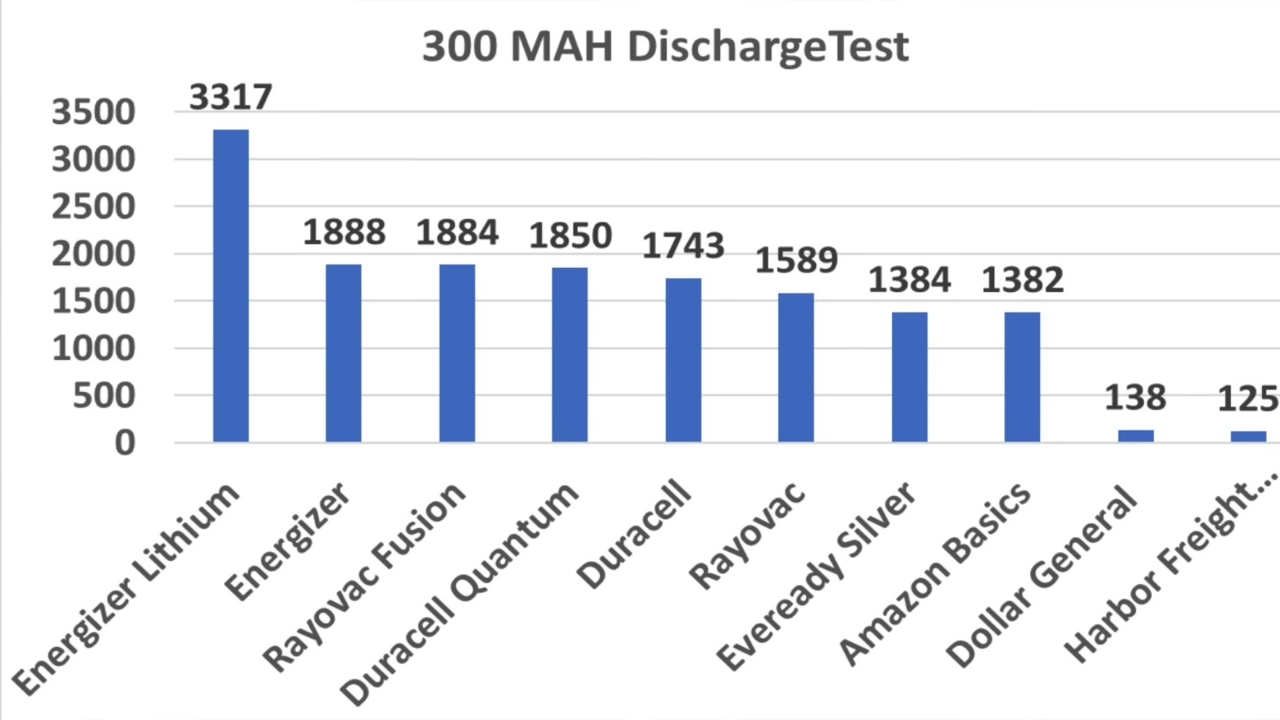 300 MAH DischargeTest
3500
3000
2500
2000
1500
1000
500
0
3317
1888
1884
1850
1743
1589
1384
1382
138
125
Energizer Lithium
Energizer
Rayovac Fusion
Duracell Quantum
Duracell
Rayovac
Eveready Silver
Amazon Basics
Dollar General
Harbor Freight...